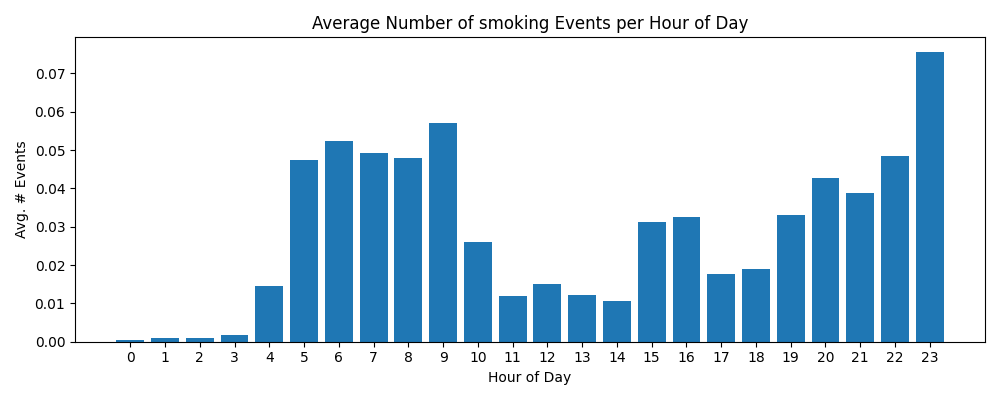 Average Number of smoking Events per Hour of Day
Avg. # Events
0.07
0.06
0.05
0.04
0.03
0.02
0.01
0.00
0 1 2 3 4 5 6 7 8 9 10 11 12 13 14 15 16 17 18 19 20 21 22 23
Hour of Day